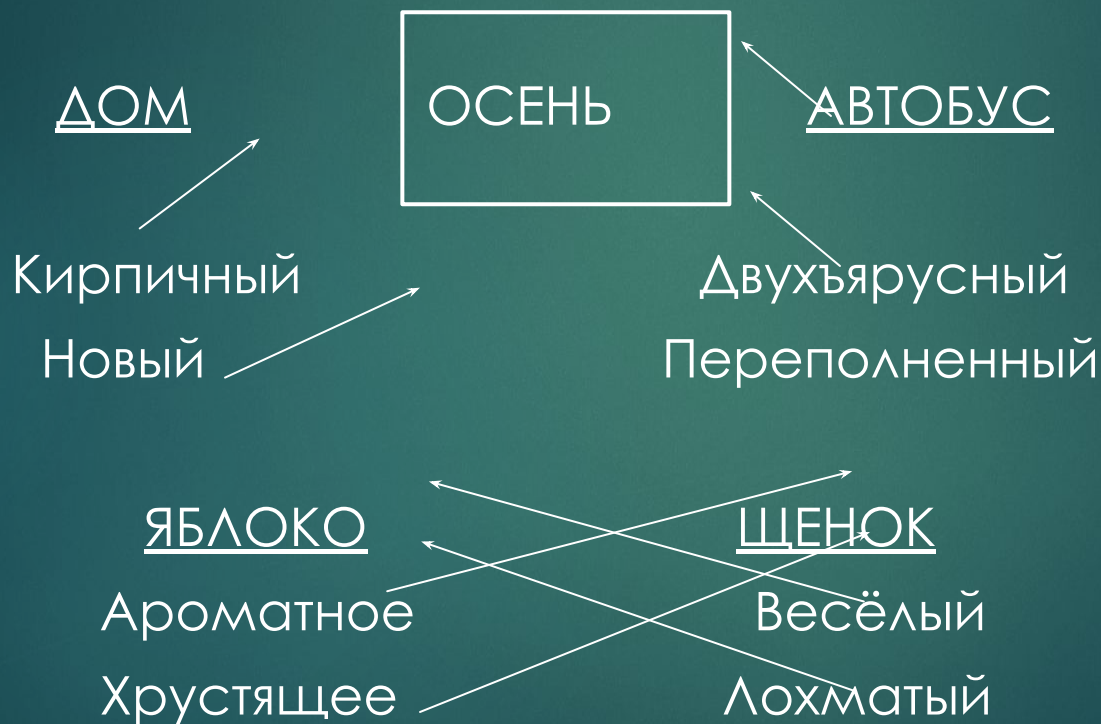 ДОМ
ОСЕНЬ
АВТОБУС
Кирпичный
Новый
Двухъярусный
Переполненный
ЯБЛОКО
Ароматное
Хрустящее
ЩЕНОК
Весёлый
Лохматый